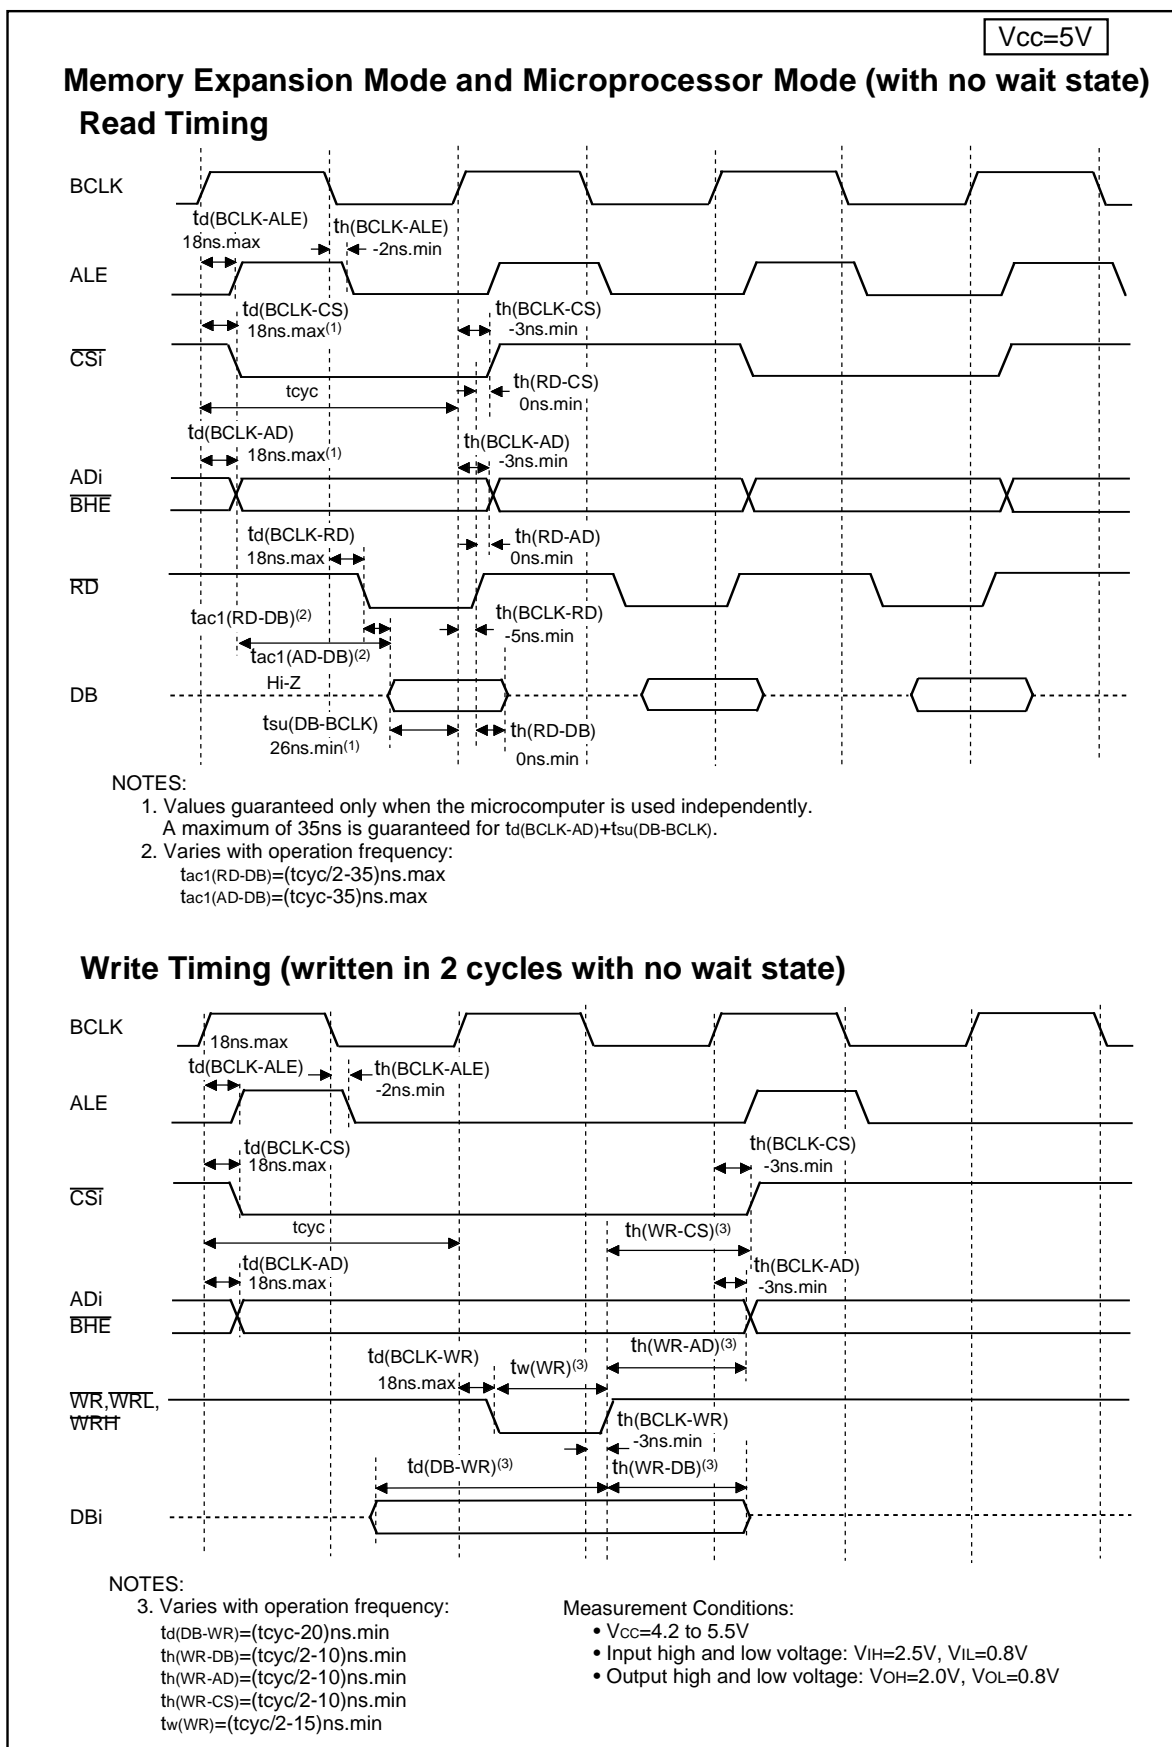 Vcc=5V
Memory Expansion Mode and Microprocessor Mode (with no wait state)
Read Timing
BCLK
td(BCLK-ALE)
18ns.max
th(BCLK-ALE)
-2ns.min
ALE
td(BCLK-CS)
18ns.max(1)
th(BCLK-CS)
-3ns.min
CSi
tcyc
th(RD-CS)
0ns.min
td(BCLK-AD)
18ns.max(1)
th(BCLK-AD)
-3ns.min
ADi
BHE
td(BCLK-RD)
18ns.max
th(RD-AD)
0ns.min
RD
tac1(RD-DB)(2)
th(BCLK-RD)
-5ns.min
tac1(AD-DB)(2)
Hi-Z
DB
tsu(DB-BCLK)
26ns.min(1)
th(RD-DB)
0ns.min
NOTES:
1. Values guaranteed only when the microcomputer is used independently.
A maximum of 35ns is guaranteed for td(BCLK-AD)+tsu(DB-BCLK).
2. Varies with operation frequency:
tac1(RD-DB)=(tcyc/2-35)ns.max
tac1(AD-DB)=(tcyc-35)ns.max
Write Timing (written in 2 cycles with no wait state)
BCLK
18ns.max
td(BCLK-ALE)
th(BCLK-ALE)
-2ns.min
ALE
td(BCLK-CS)
18ns.max
th(BCLK-CS)
-3ns.min
CSi
tcyc
th(WR-CS)(3)
td(BCLK-AD)
18ns.max
th(BCLK-AD)
-3ns.min
ADi
BHE
td(BCLK-WR)
18ns.max
tw(WR)(3)
th(WR-AD)(3)
WR,WRL,
WRH
th(BCLK-WR)
-3ns.min
td(DB-WR)(3)
th(WR-DB)(3)
DBi
NOTES:
3. Varies with operation frequency:
td(DB-WR)=(tcyc-20)ns.min
th(WR-DB)=(tcyc/2-10)ns.min
th(WR-AD)=(tcyc/2-10)ns.min
th(WR-CS)=(tcyc/2-10)ns.min
tw(WR)=(tcyc/2-15)ns.min
Measurement Conditions:
• VCC=4.2 to 5.5V
• Input high and low voltage: VIH=2.5V, VIL=0.8V
• Output high and low voltage: VOH=2.0V, VOL=0.8V